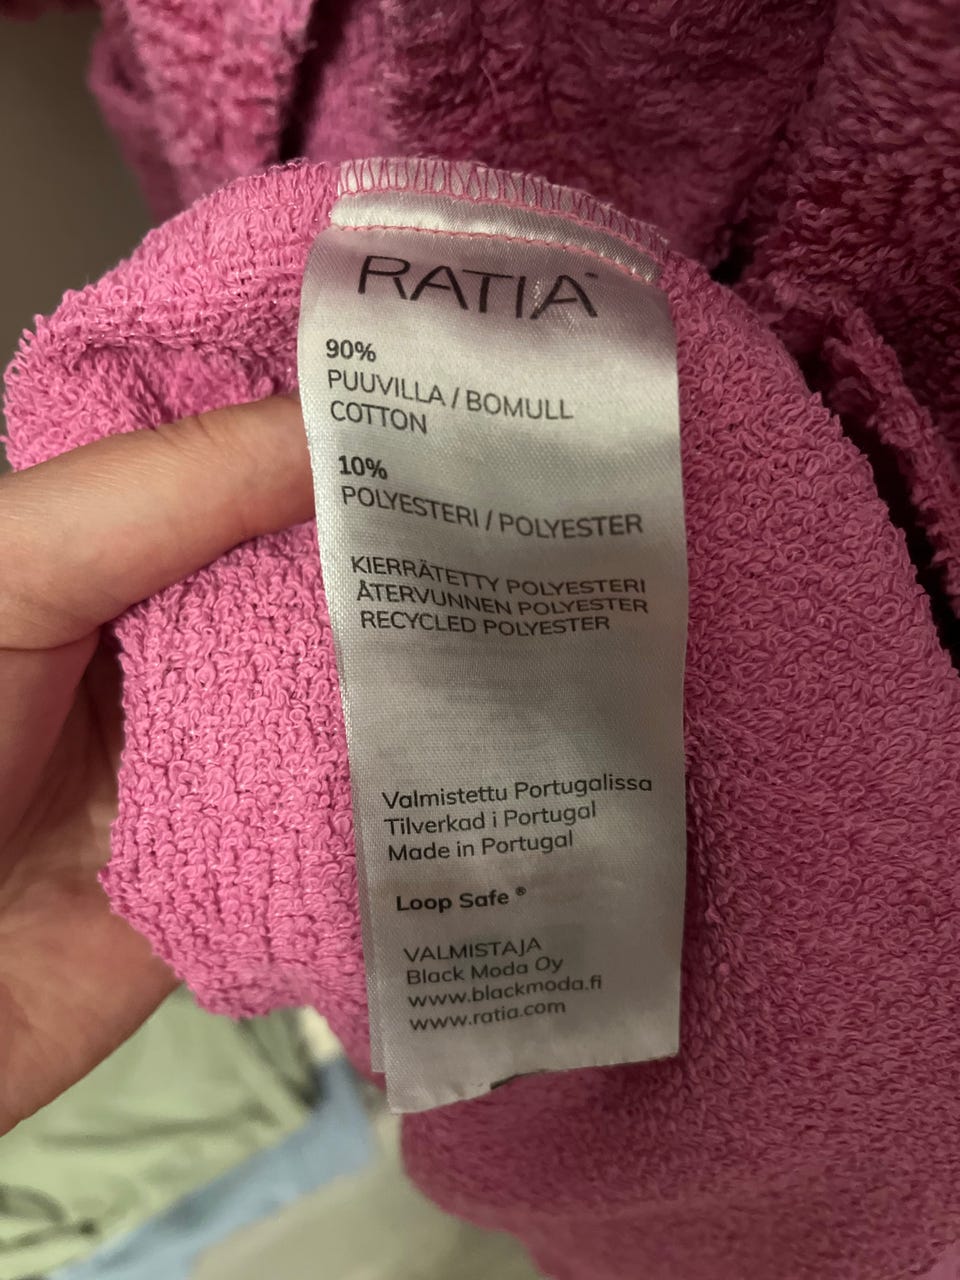 RATIA™
90%
PUUVILLA / BOMULL
COTTON
10%
POLYESTERI / POLYESTER
KIERRÄTETTY POLYESTERI
ÅTERVUNNEN POLYESTER
RECYCLED POLYESTER
Valmistettu Portugalissa
Tilverkad i Portugal
Made in Portugal
Loop Safe ®
VALMISTAJA
Black Moda Oy
www.blackmoda.fi
www.ratia.com